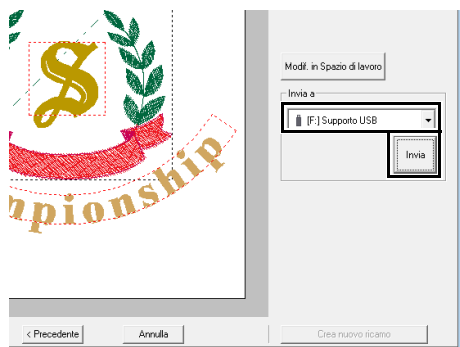 S
mpionship
Modif. in Spazio di lavoro
Invia a
[F:] Supporto USB
Invia
< Precedente
Annulla
Crea nuovo ricamo